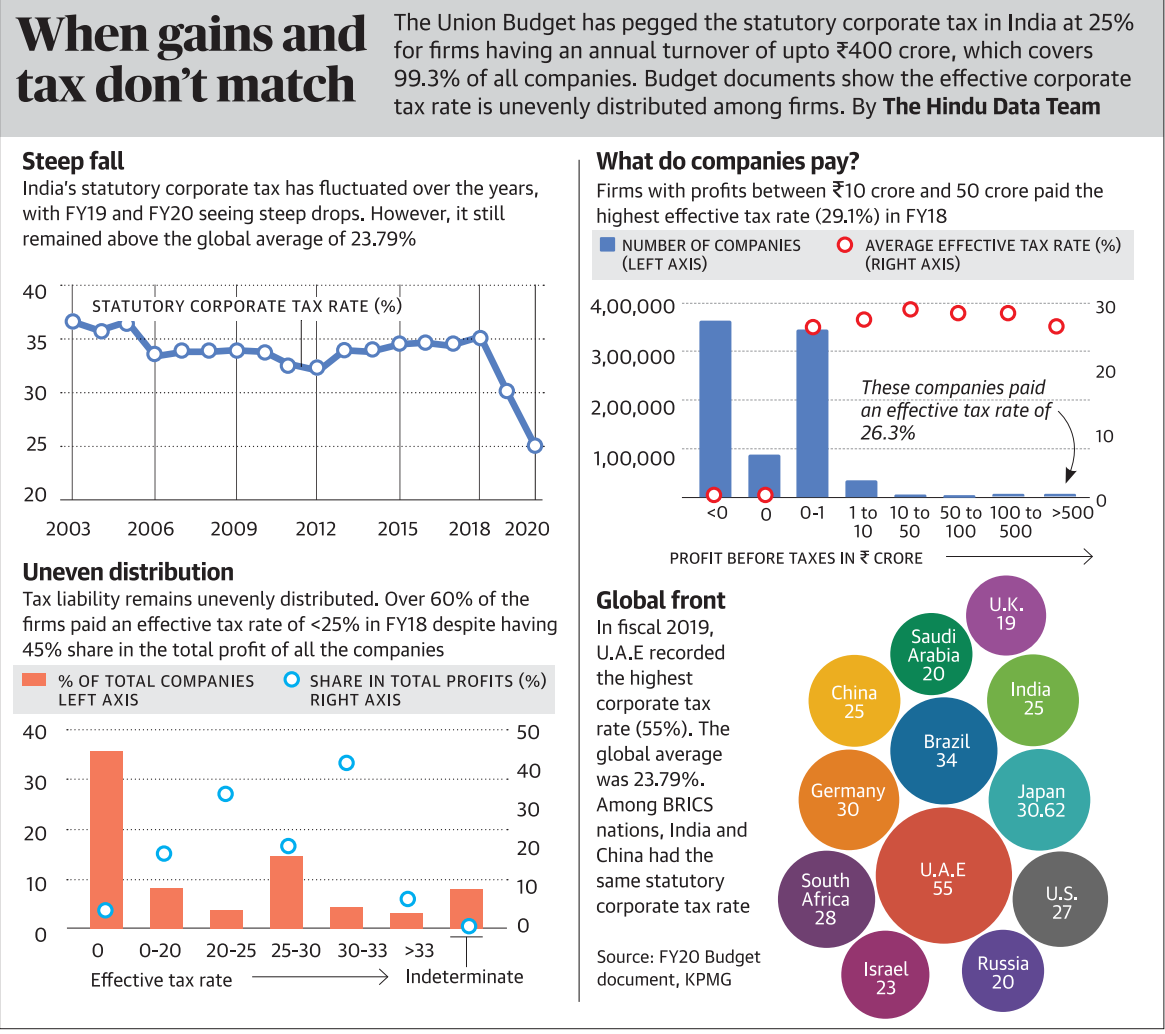 When gains and
tax don't match
The Union Budget has pegged the statutory corporate tax in India at 25%
for firms having an annual turnover of upto ₹400 crore, which covers
99.3% of all companies. Budget documents show the effective corporate
tax rate is unevenly distributed among firms. By The Hindu Data Team
Steep fall
India's statutory corporate tax has fluctuated over the years,
with FY19 and FY20 seeing steep drops. However, it still
remained above the global average of 23.79%
STATUTORY CORPORATE TAX RATE (%)
40
35
30
25
20
2003 2006 2009 2012 2015 2018 2020
Uneven distribution
Tax liability remains unevenly distributed. Over 60% of the
firms paid an effective tax rate of <25% in FY18 despite having
45% share in the total profit of all the companies
% OF TOTAL COMPANIES
LEFT AXIS
SHARE IN TOTAL PROFITS (%)
RIGHT AXIS
40
30
20
10
0
50
40
30
20
10
0
0 0-20 20-25 25-30 30-33 >33
Indeterminate
Effective tax rate
What do companies pay?
Firms with profits between ₹10 crore and 50 crore paid the
highest effective tax rate (29.1%) in FY18
NUMBER OF COMPANIES
(LEFT AXIS)
AVERAGE EFFECTIVE TAX RATE (%)
(RIGHT AXIS)
4,00,000
3,00,000
2,00,000
1,00,000
30
20
10
0
These companies paid
an effective tax rate of
26.3%
<0 0 0-1 1 to 10 to 50 to 100 to >500
10 50 100 500
PROFIT BEFORE TAXES IN ₹ CRORE
Global front
In fiscal 2019,
U.A.E recorded
the highest
corporate tax
rate (55%). The
global average
was 23.79%.
Among BRICS
nations, India and
China had the
same statutory
corporate tax rate
Source: FY20 Budget
document, KPMG
U.K.
19
Saudi
Arabia
20
China
25
India
25
Brazil
34
Germany
30
Japan
30.62
U.A.E
55
South
Africa
28
U.S.
27
Israel
23
Russia
20